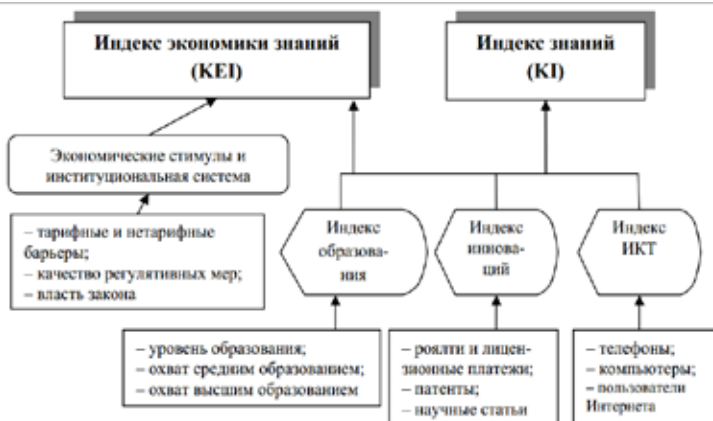 Индекс экономики знаний
(KEI)
Индекс знаний
(KI)
Экономические стимулы и
институциональная система
– тарифные и нетарифные
барьеры;
– качество регулятивных мер;
– власть закона
Индекс
образова-
ния
Индекс
иннова-
ций
Индекс
ИКТ
– уровень образования;
– охват средним образованием;
– охват высшим образованием
– роялти и лицен-
зионные платежи;
– патенты;
– научные статьи
– телефоны;
– компьютеры;
– пользователи
Интернета